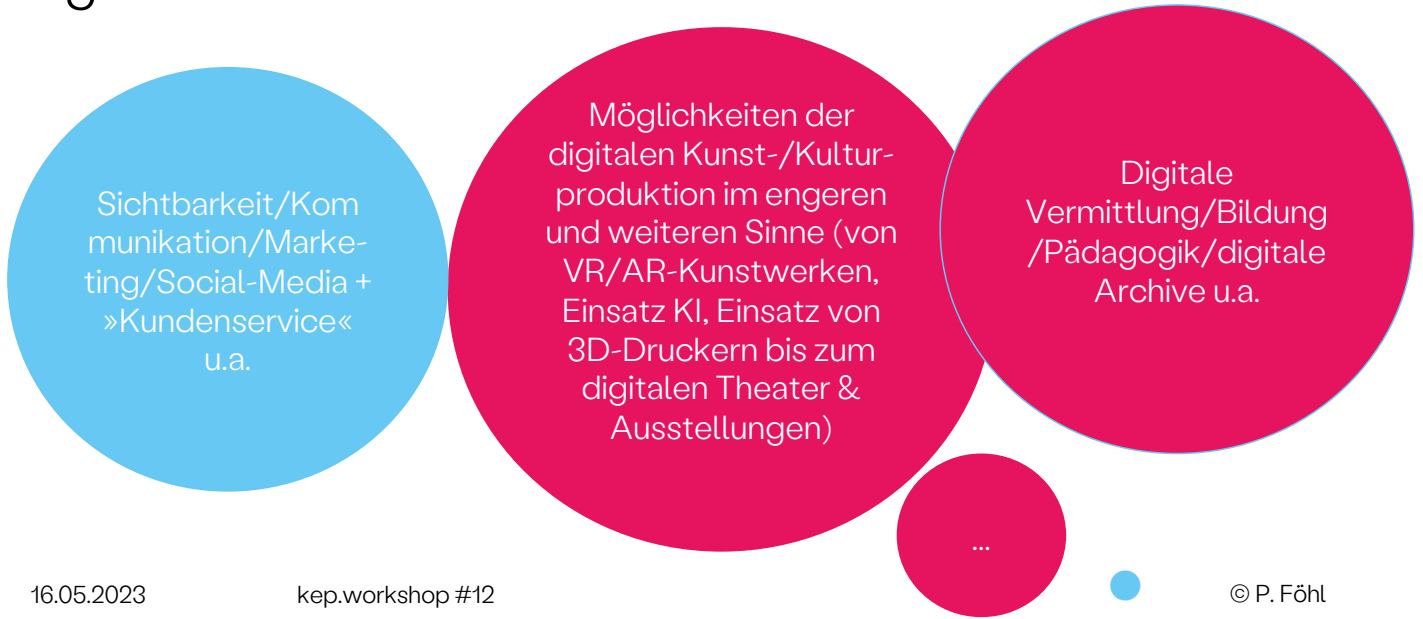 Sichtbarkeit/Kom
munikation/Marke-
ting/Social-Media +
»Kundenservice«
u.a.
Möglichkeiten der
digitalen Kunst-/Kultur-
produktion im engeren
und weiteren Sinne (von
VR/AR-Kunstwerken,
Einsatz KI, Einsatz von
3D-Druckern bis zum
digitalen Theater &
Ausstellungen)
Digitale
Vermittlung/Bildung
/Pädagogik/digitale
Archive u.a.
...
16.05.2023
kep.workshop #12
© P. Föhl